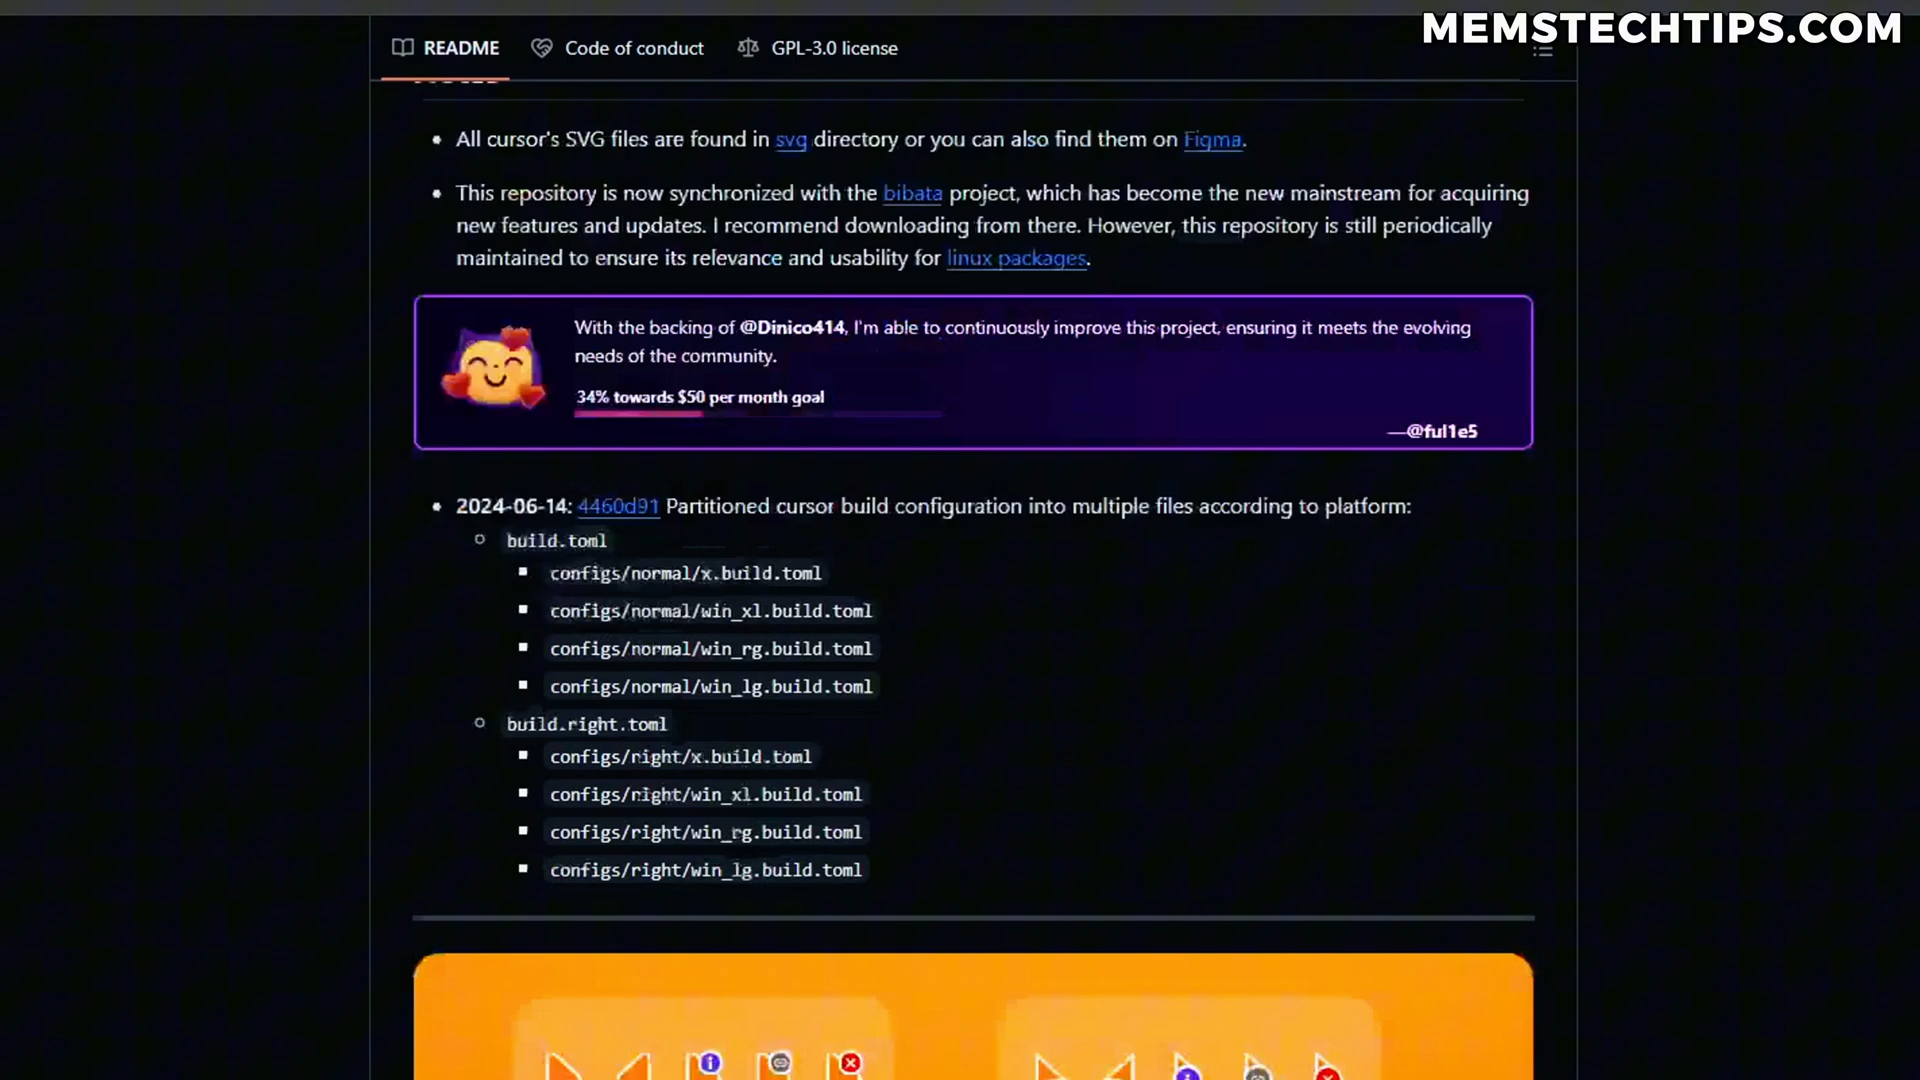 MEMSTECHTIPS.COM
README Code of conduct GPL-3.0 license
All cursor's SVG files are found in svg directory or you can also find them on Figma.
This repository is now synchronized with the bibata project, which has become the new mainstream for acquiring
new features and updates. I recommend downloading from there. However, this repository is still periodically
maintained to ensure its relevance and usability for linux packages.
With the backing of @Dinico414, I'm able to continuously improve this project, ensuring it meets the evolving
needs of the community.
34% towards $50 per month goal
—@ful1e5
2024-06-14: 4460d91 Partitioned cursor build configuration into multiple files according to platform:
build.toml
configs/normal/x.build.toml
configs/normal/win_xl.build.toml
configs/normal/win_rg.build.toml
configs/normal/win_lg.build.toml
build.right.toml
configs/right/x.build.toml
configs/right/win_xl.build.toml
configs/right/win_rg.build.toml
configs/right/win_lg.build.toml